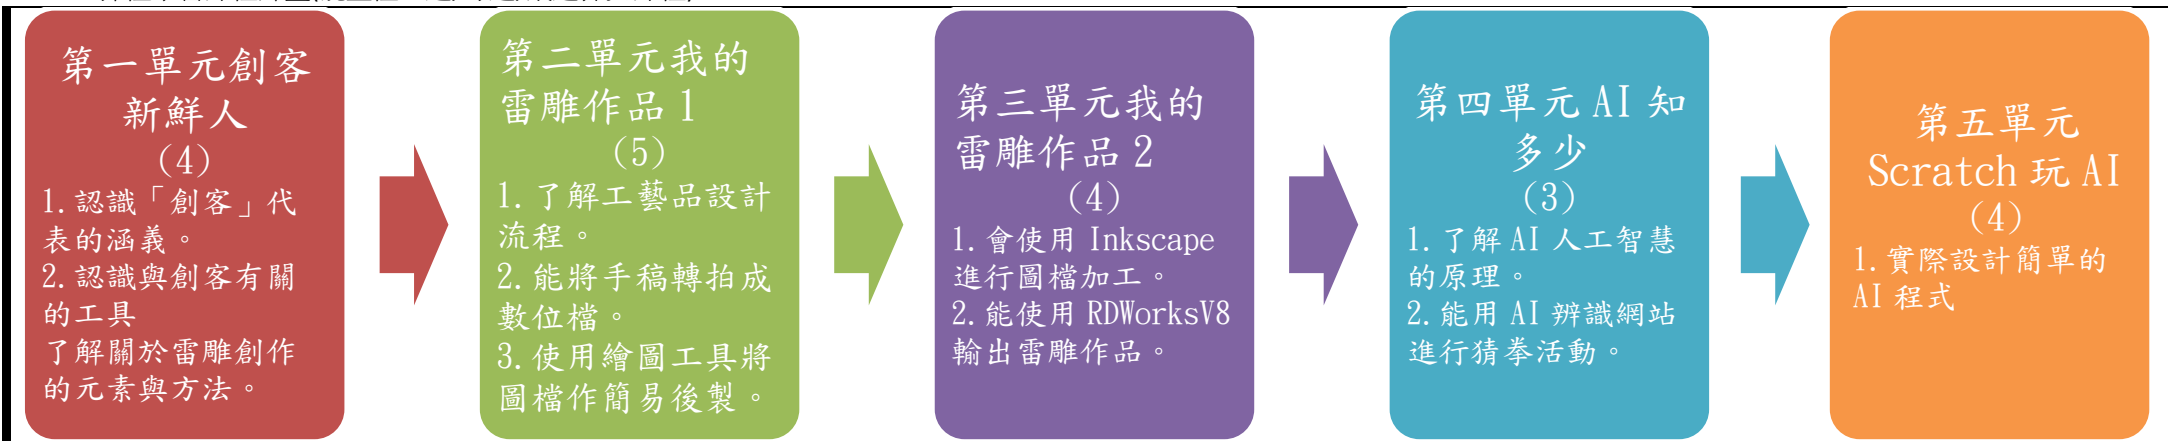 第一單元創客
新鮮人
(4)
1.認識「創客」代
表的涵義。
2.認識與創客有關
的工具
了解關於雷雕創作
的元素與方法。
第二單元我的
雷雕作品 1
(5)
1.了解工藝品設計
流程。
2.能將手稿轉拍成
數位檔。
3.使用繪圖工具將
圖檔作簡易後製。
第三單元我的
雷雕作品 2
(4)
1.會使用 Inkscape
進行圖檔加工。
2.能使用 RDWorksV8
輸出雷雕作品。
第四單元 AI 知
多少
(3)
1.了解 AI 人工智慧
的原理。
2.能用 AI 辨識網站
進行猜拳活動。
第五單元
Scratch 玩 AI
(4)
1.實際設計簡單的
AI 程式